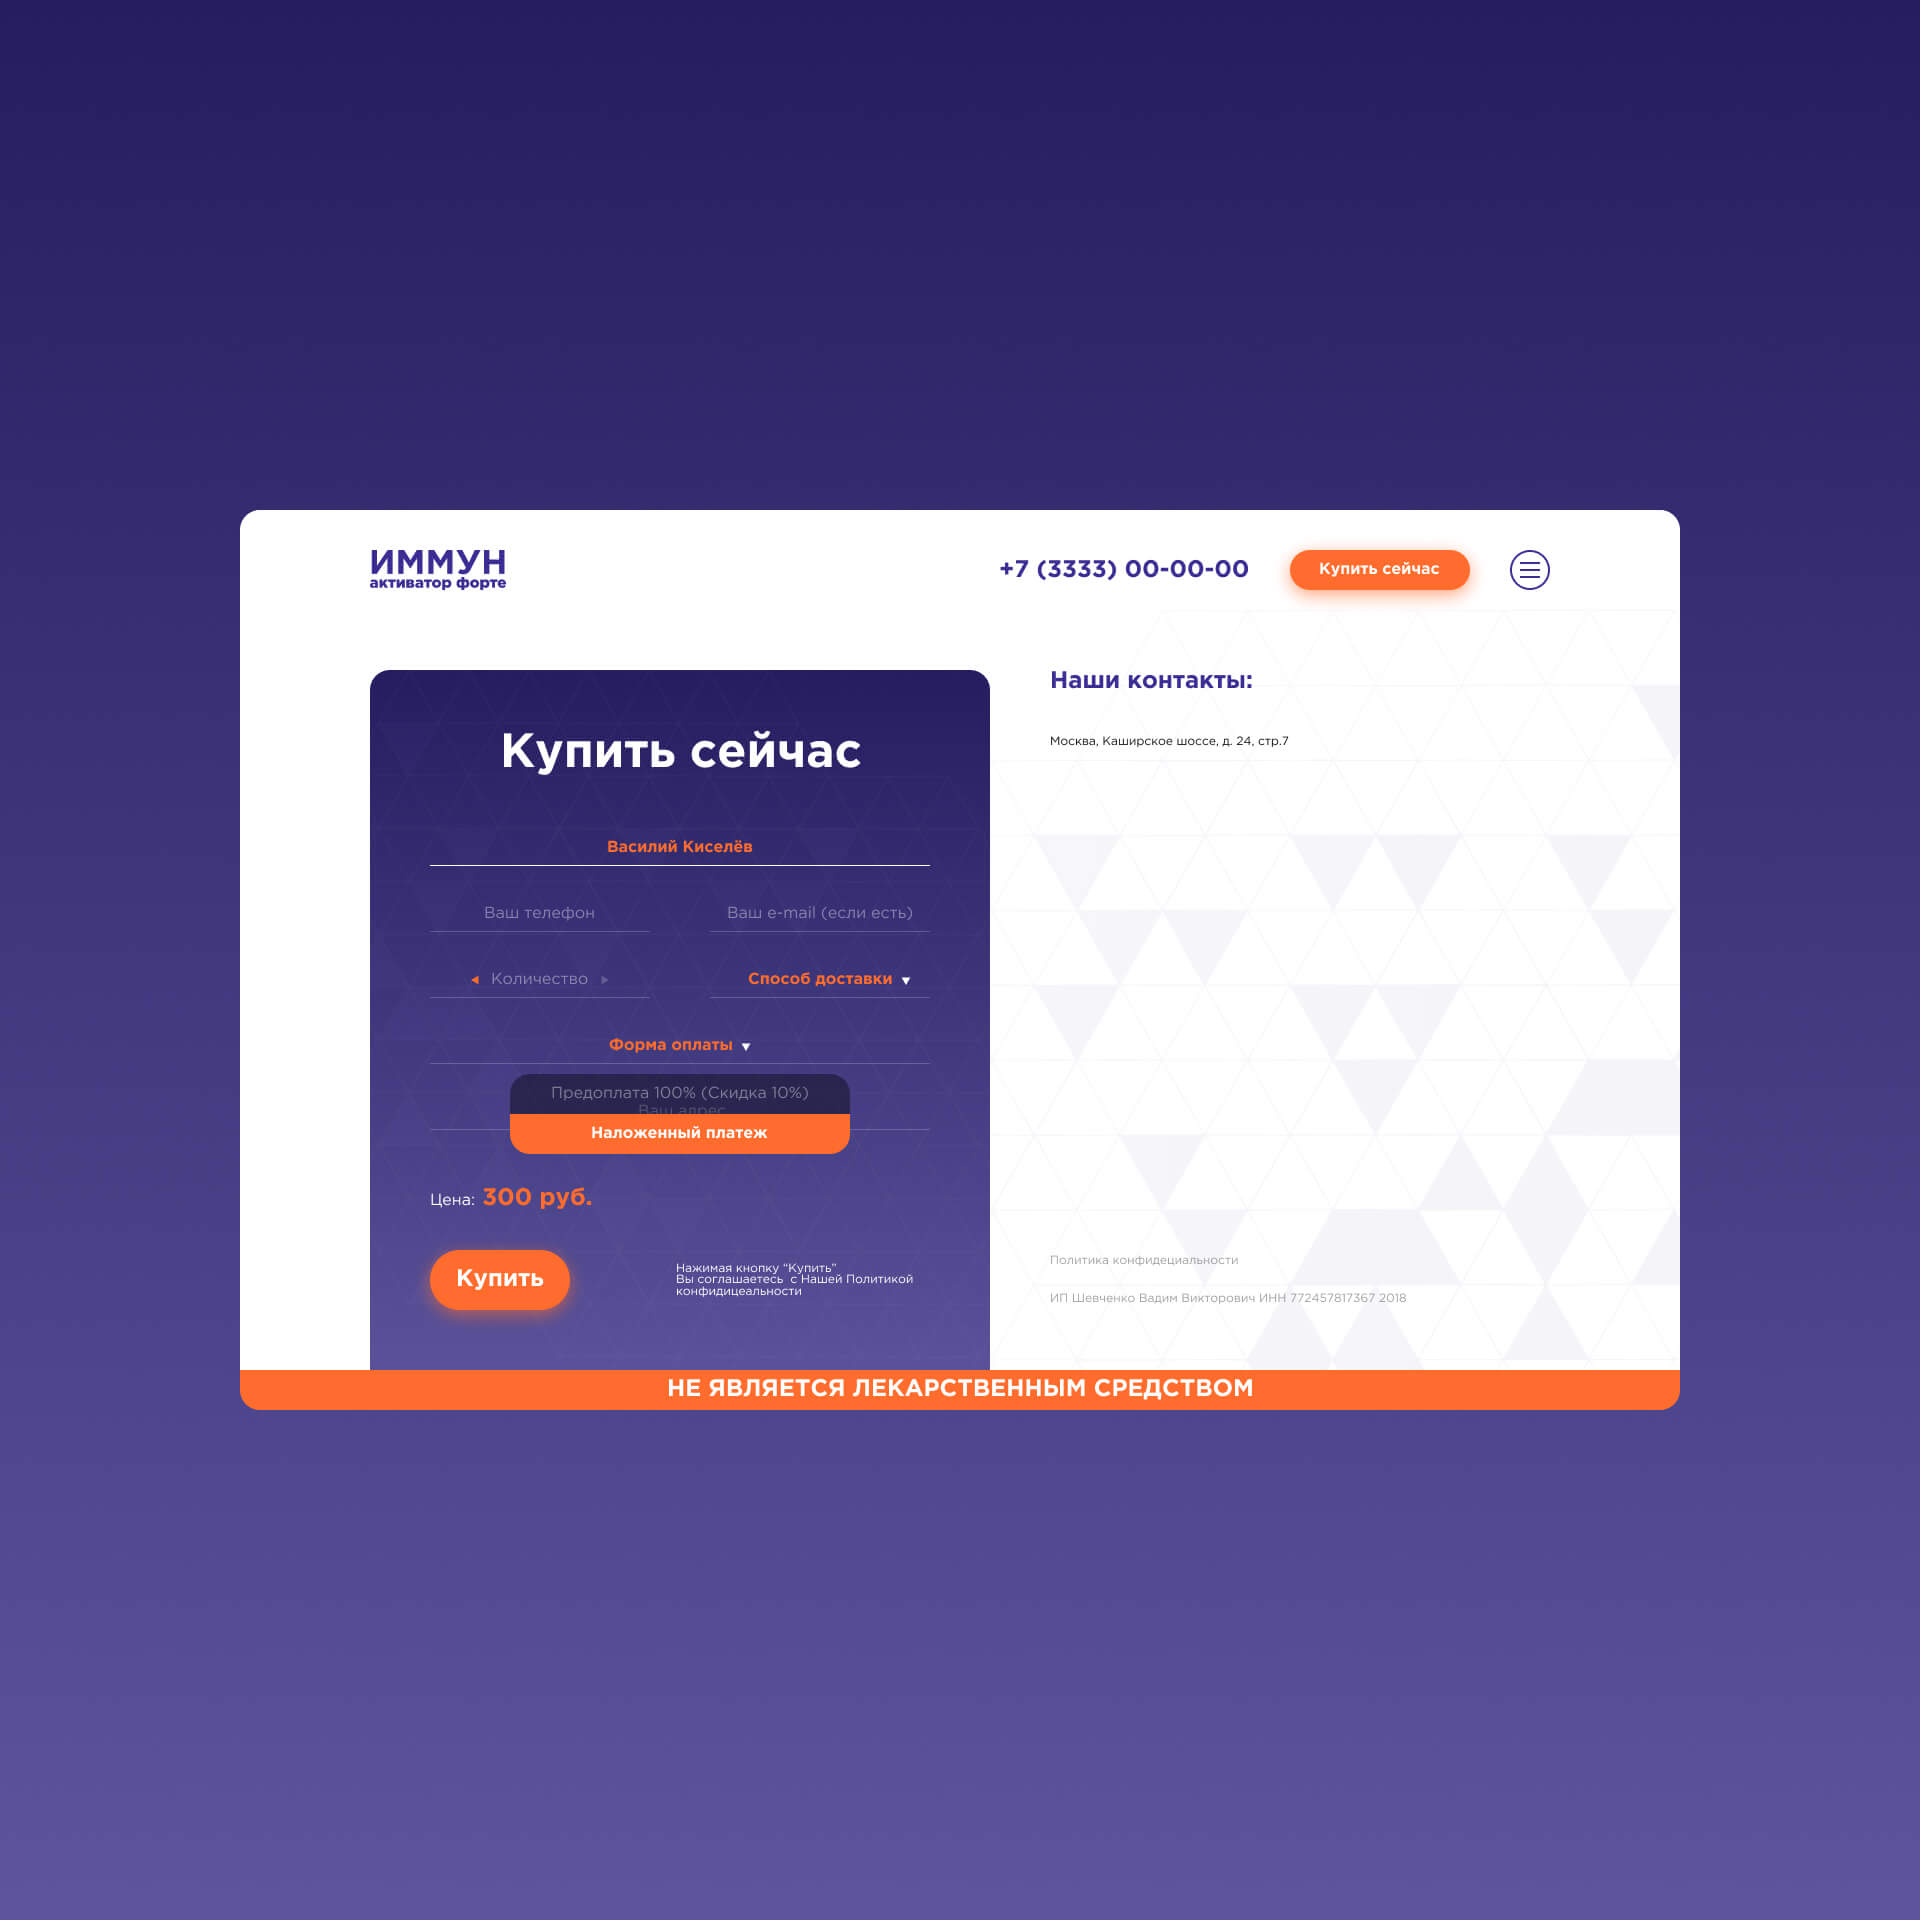 ИММУН
активатор форте
+7 (3333) 00-00-00
Купить сейчас
Купить сейчас
Василий Киселёв
Ваш телефон
Ваш e-mail (если есть)
Количество
Способ доставки
Форма оплаты
Предоплата 100% (Скидка 10%)
Ваш адрес
Наложенный платеж
Цена: 300 руб.
Купить
Нажимая кнопку “Купить”
Вы соглашаетесь с Нашей Политикой
конфидицеальности
Наши контакты:
Москва, Каширское шоссе, д. 24, стр.7
Политика конфидециальности
ИП Шевченко Вадим Викторович ИНН 772457817367 2018
НЕ ЯВЛЯЕТСЯ ЛЕКАРСТВЕННЫМ СРЕДСТВОМ